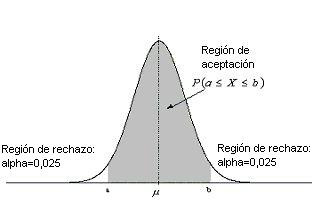 Región de
aceptación
P(a ≤ X ≤ b)
Región de rechazo:
alpha=0,025
Región de rechazo:
alpha=0,025
a
μ
b